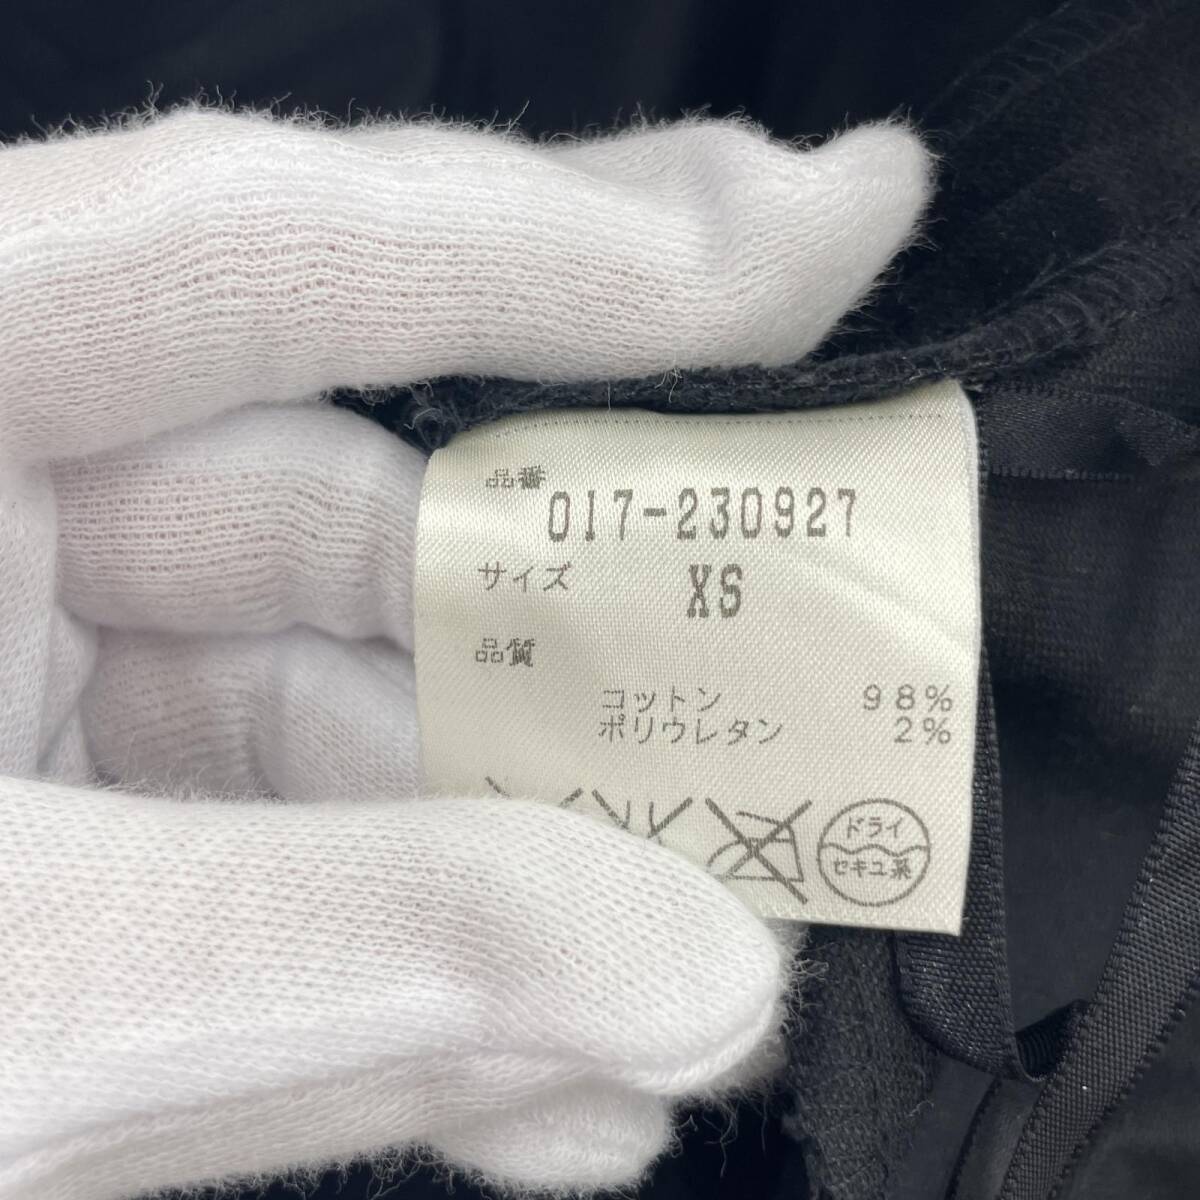 品番
017-230927
サイズ XS
品質
コットン 98%
ポリウレタン 2%
ドライ
セキユ系